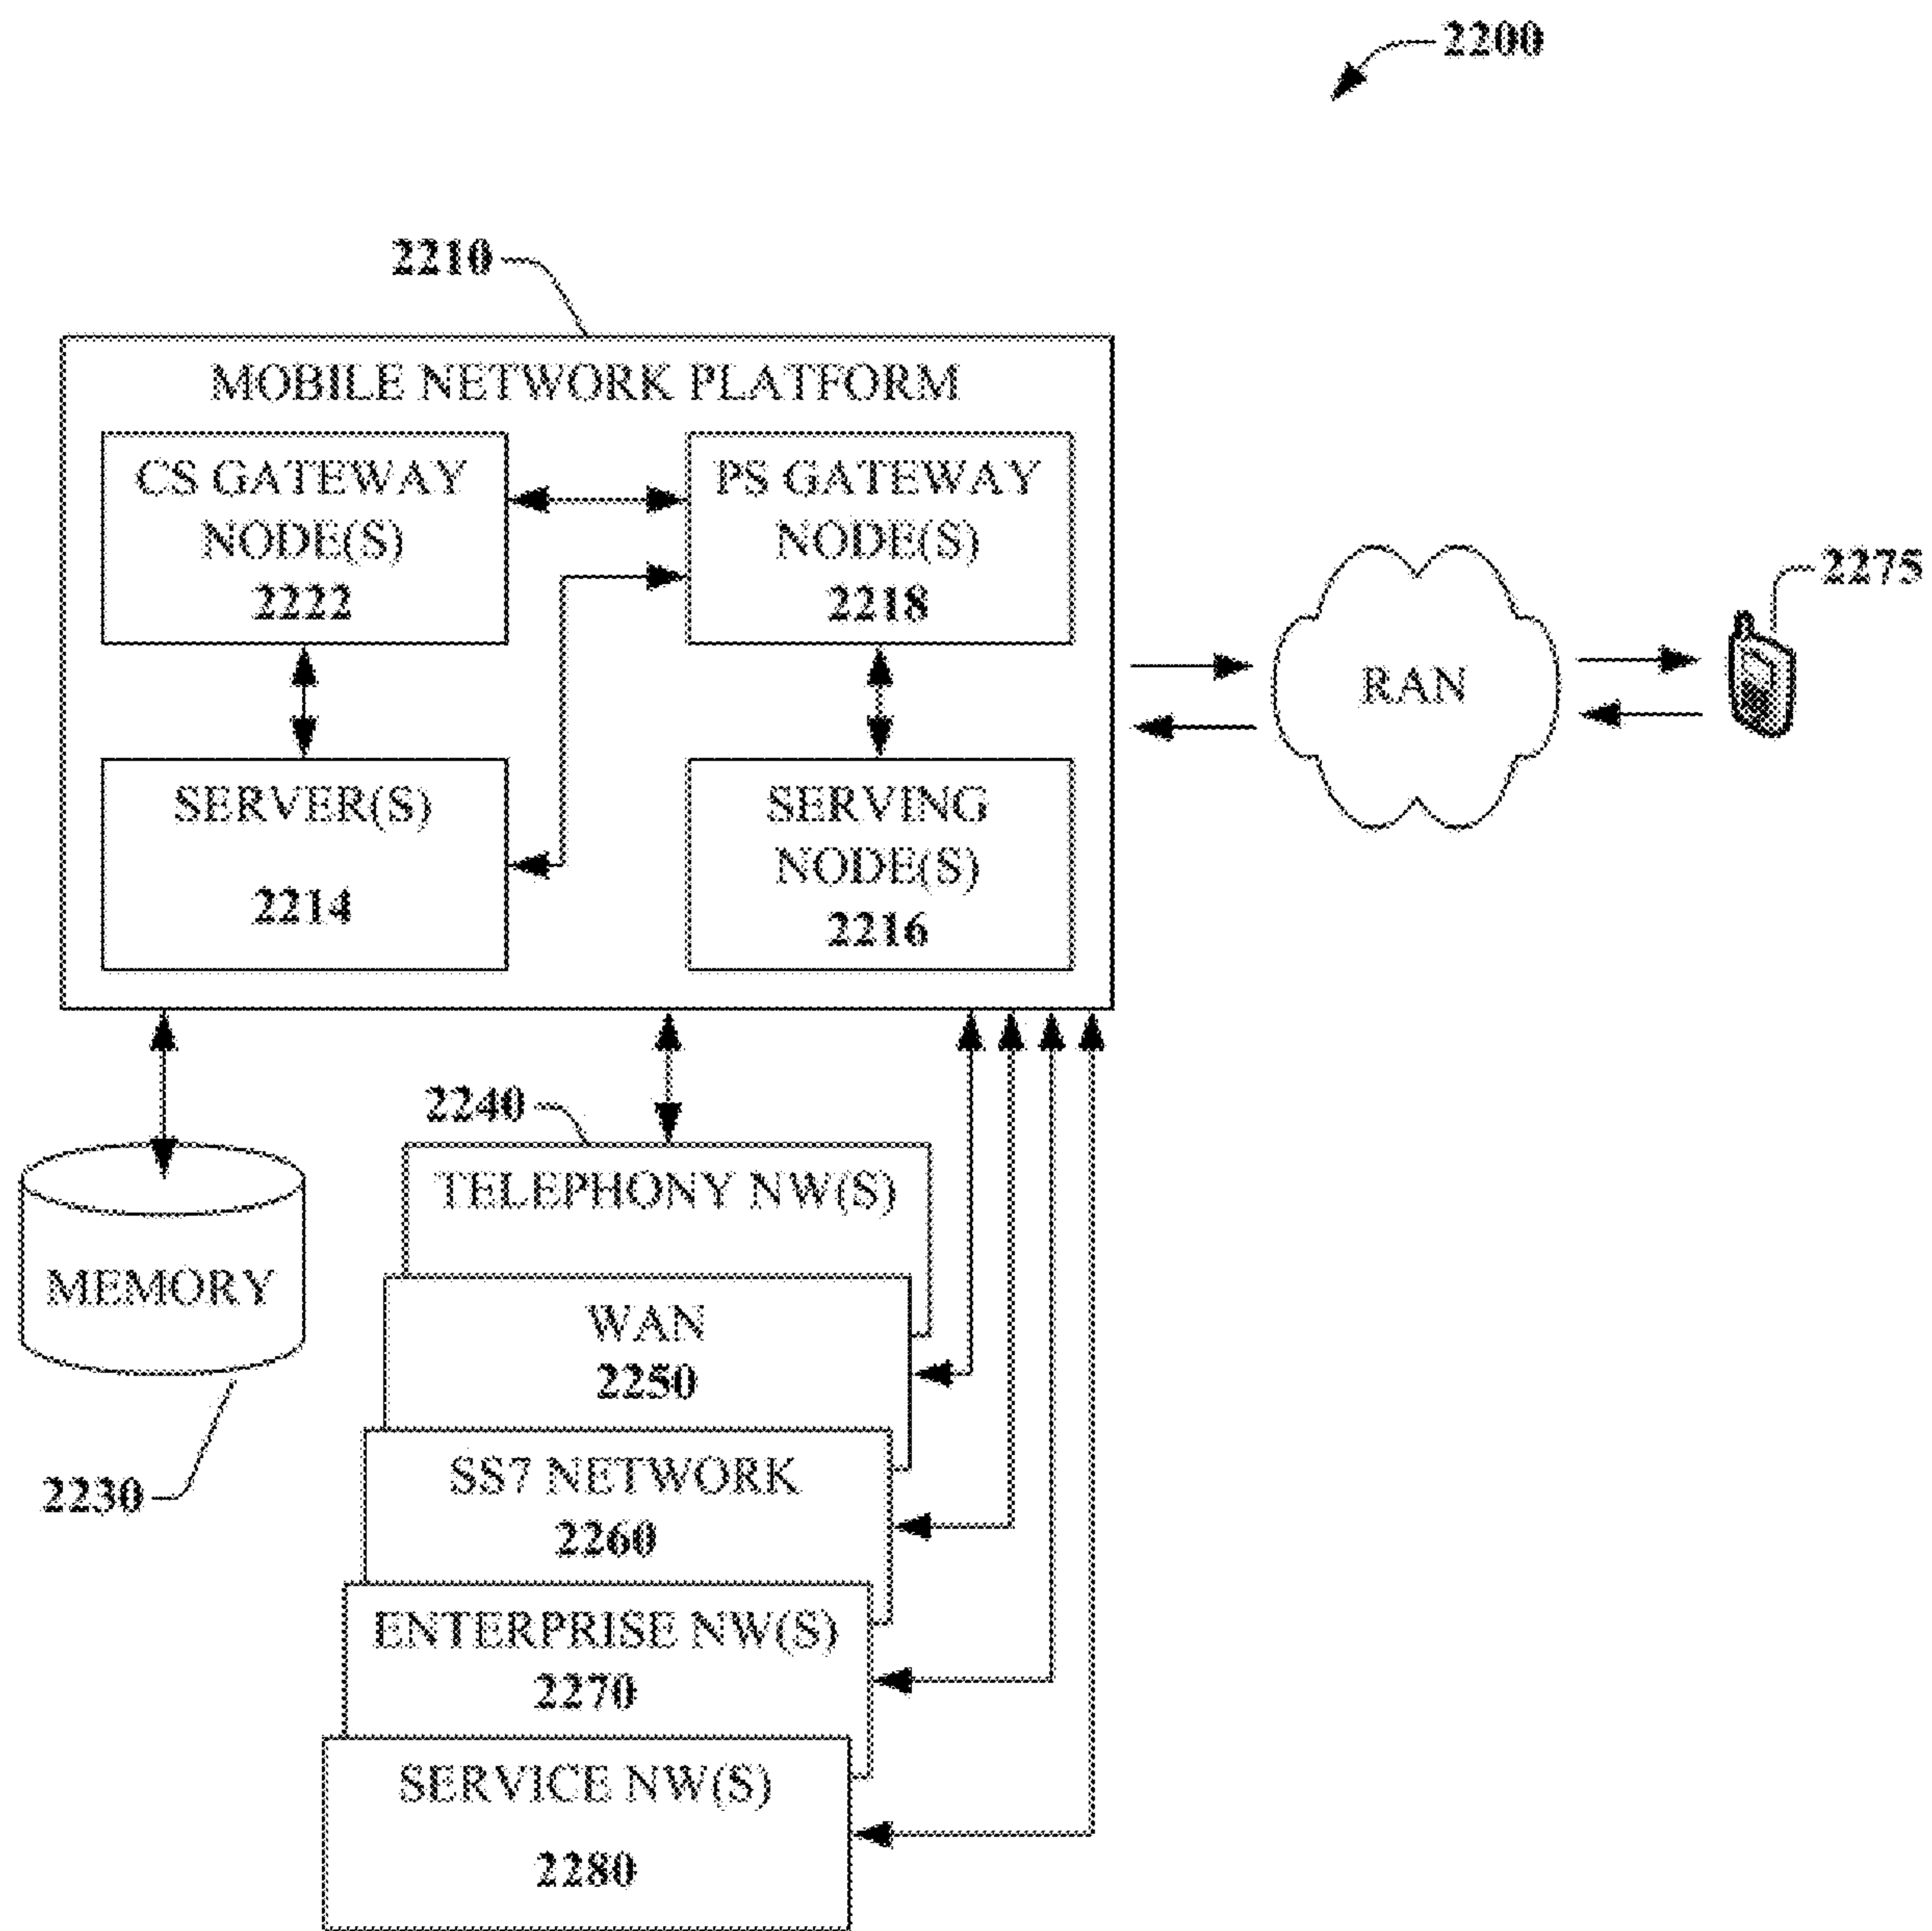 2200
2210
MOBILE NETWORK PLATFORM
CS GATEWAY
NODE(S)
2222
PS GATEWAY
NODE(S)
2218
2275
RAN
SERVER(S)
2214
SERVING
NODE(S)
2216
2240
TELEPHONY NW(S)
MEMORY
2230
WAN
2250
SS7 NETWORK
2260
ENTERPRISE NW(S)
2270
SERVICE NW(S)
2280